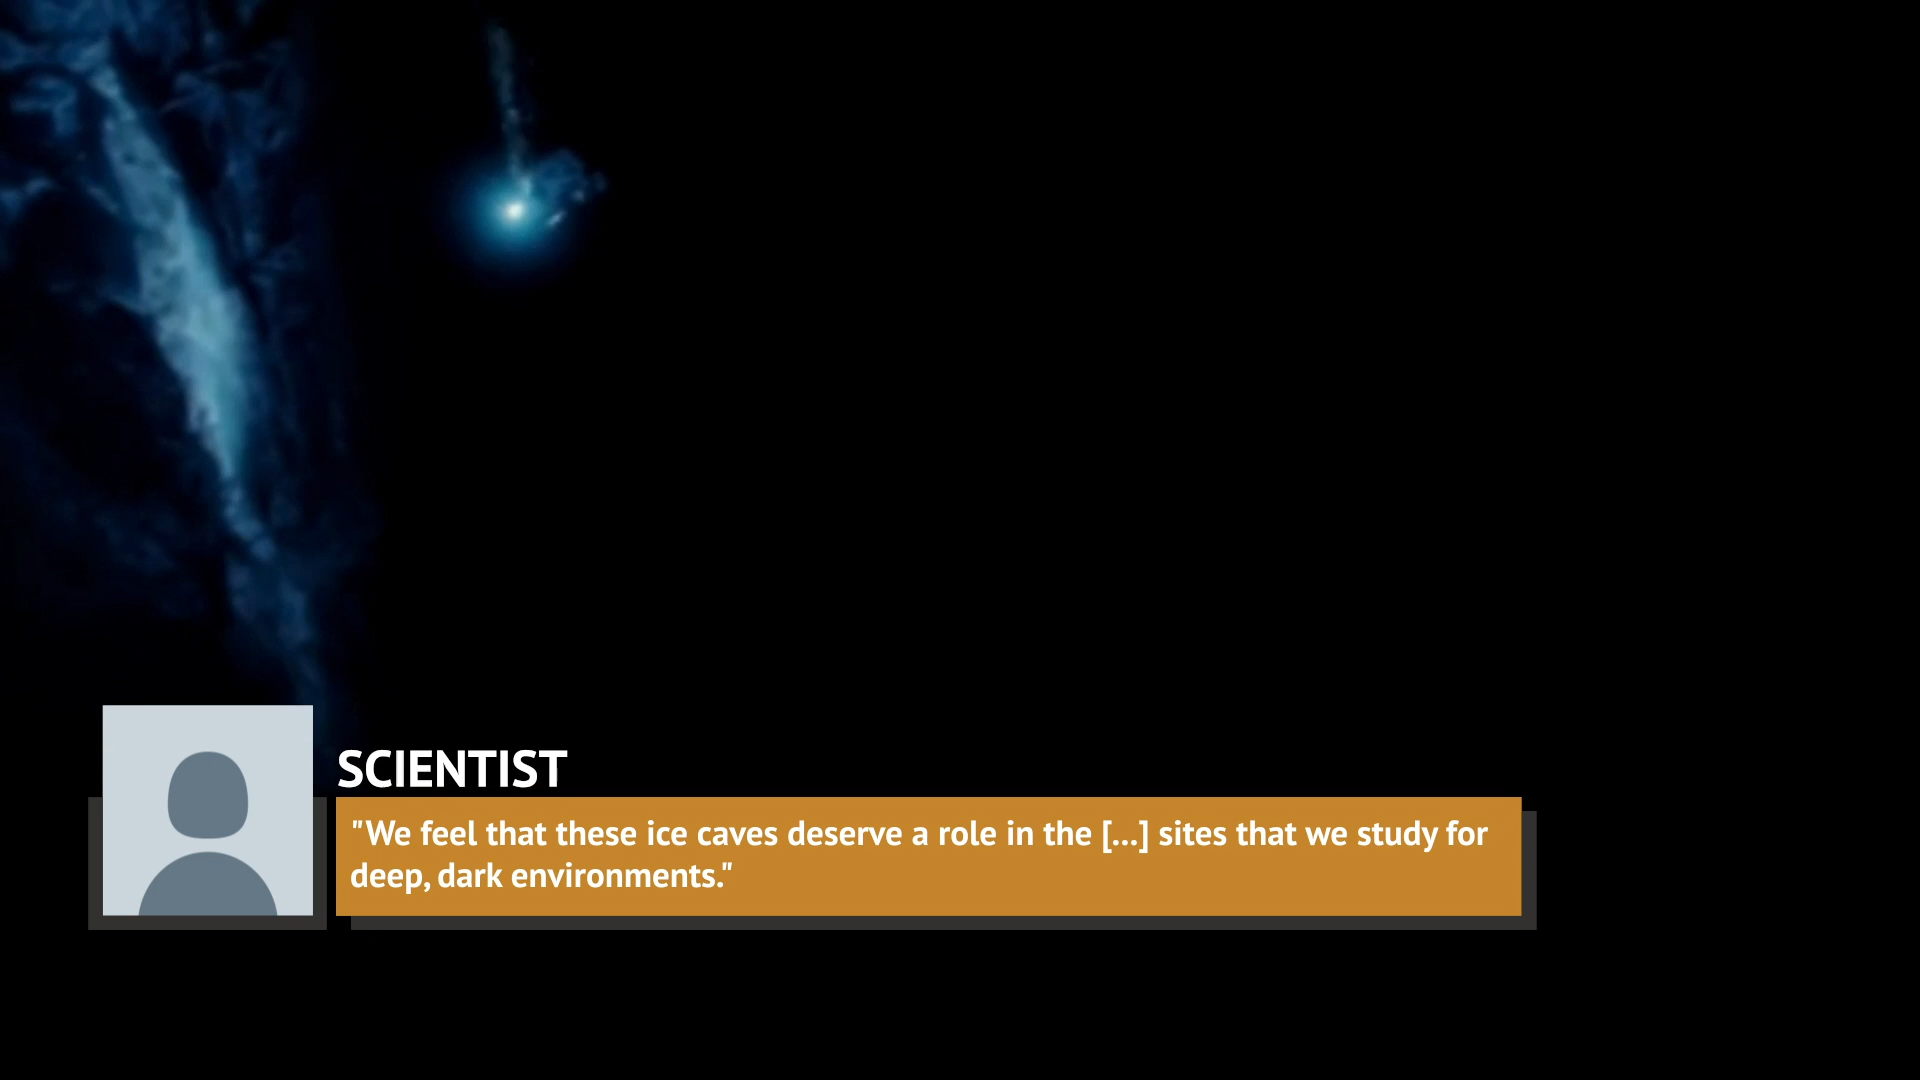 SCIENTIST
"We feel that these ice caves deserve a role in the [...] sites that we study for
deep, dark environments."